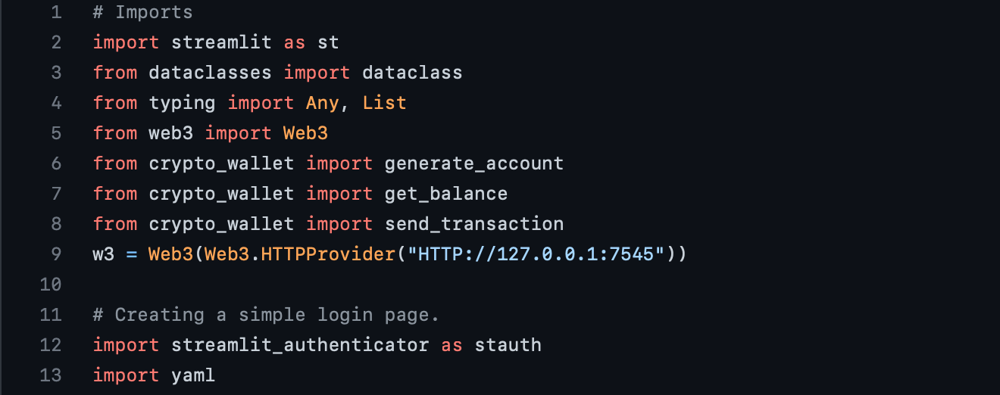 1 # Imports
2 import streamlit as st
3 from dataclasses import dataclass
4 from typing import Any, List
5 from web3 import Web3
6 from crypto_wallet import generate_account
7 from crypto_wallet import get_balance
8 from crypto_wallet import send_transaction
9 w3 = Web3(Web3.HTTPProvider("HTTP://127.0.0.1:7545"))
10
11 # Creating a simple login page.
12 import streamlit_authenticator as stauth
13 import yaml